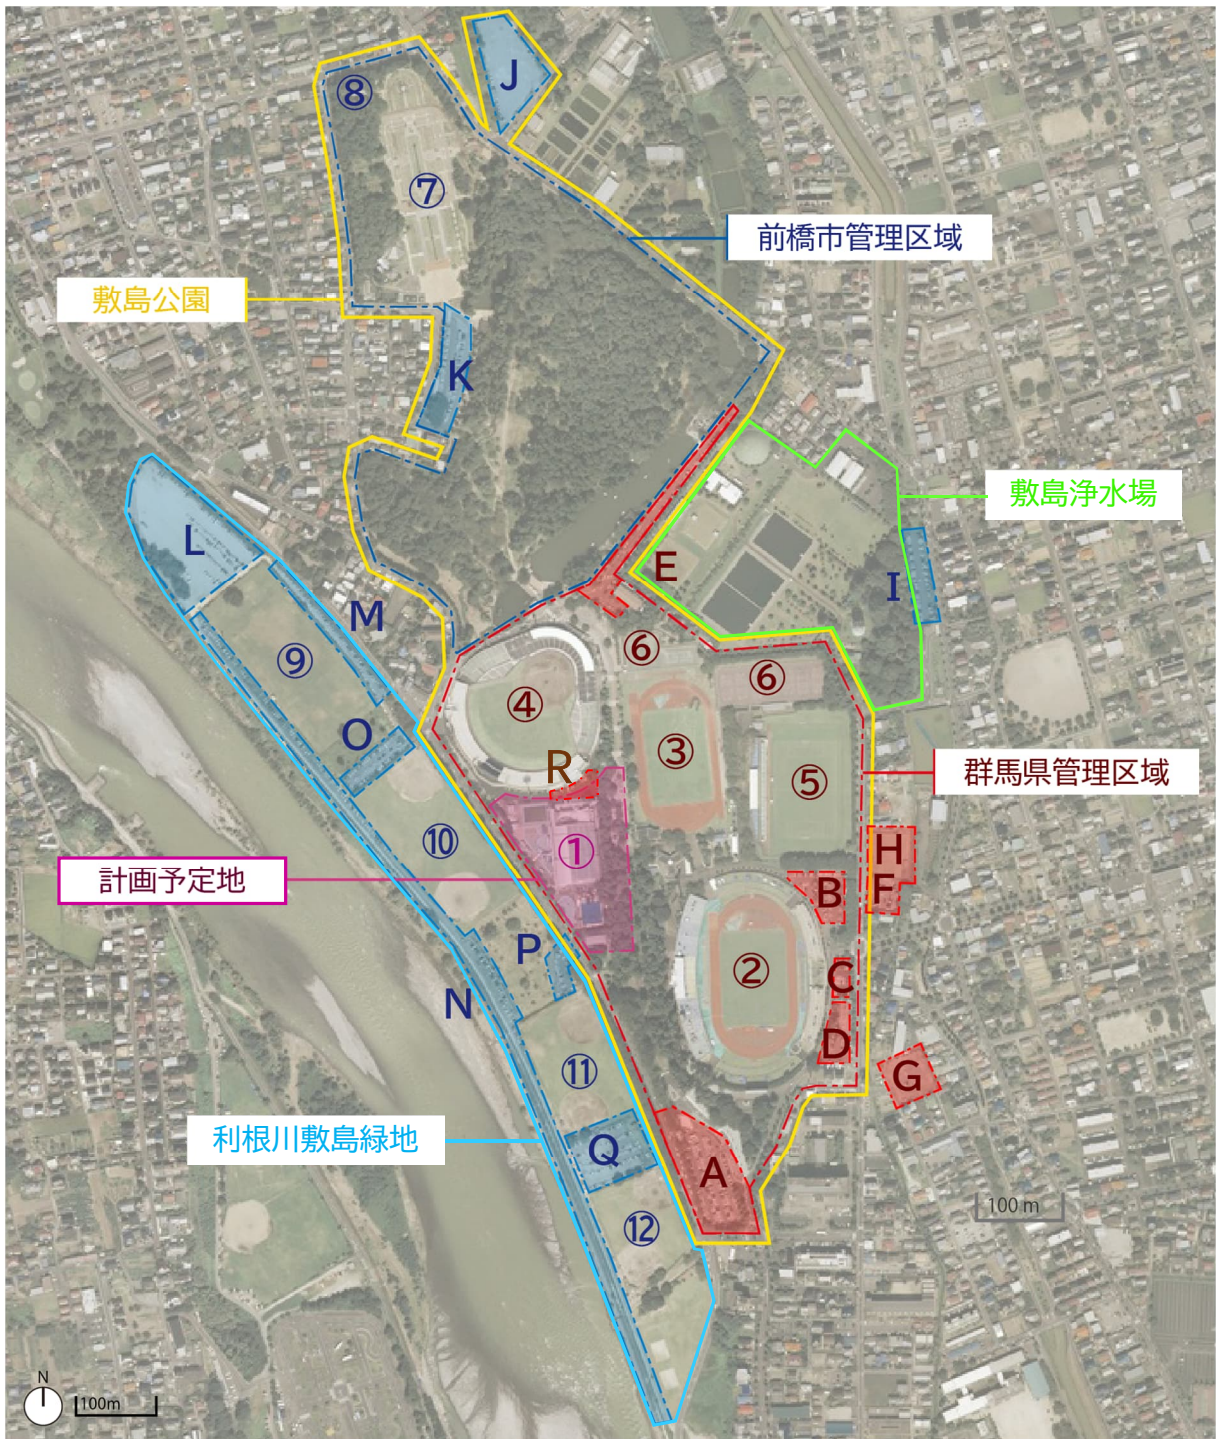 J
⑧
⑦
前橋市管理区域
敷島公園
K
敷島浄水場
L
E
I
M
⑨
⑥
⑥
④
O
③
R
⑤
群馬県管理区域
⑩
①
H
計画予定地
F
B
P
②
C
N
D
⑪
G
利根川敷島緑地
Q
A
100 m
⑫
N
100m